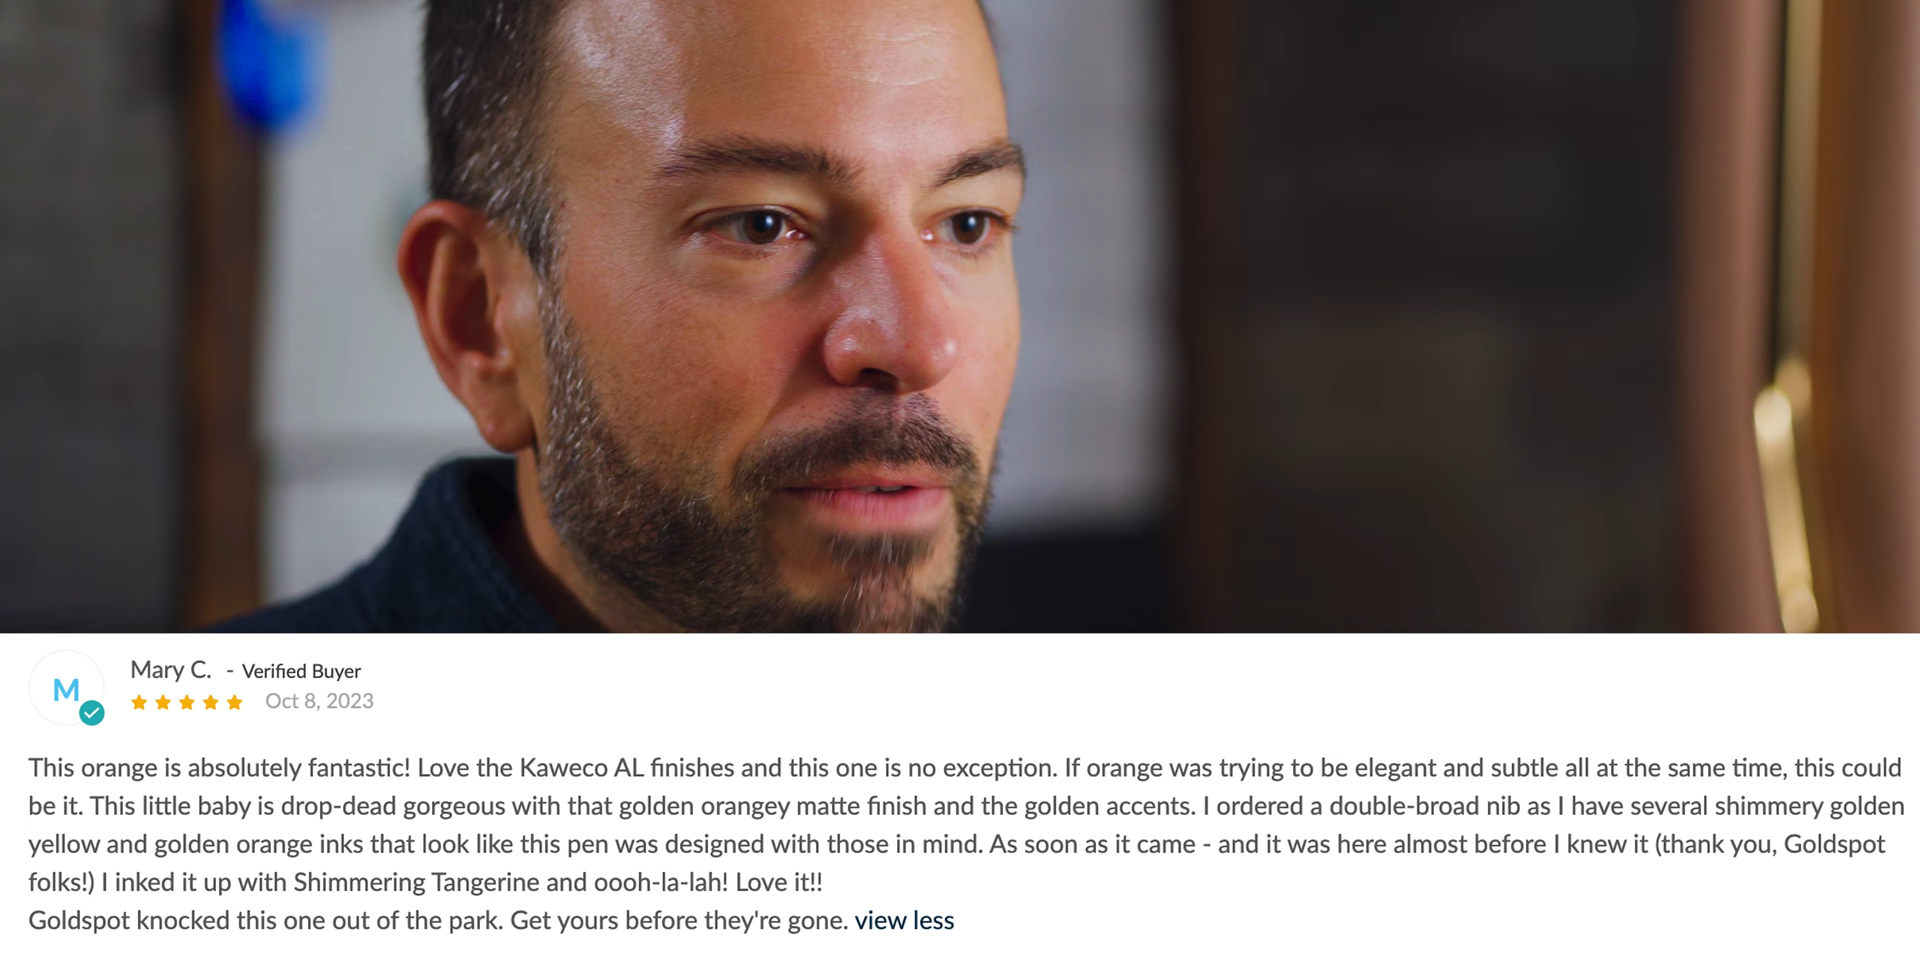 M
Mary C. - Verified Buyer
Oct 8, 2023
This orange is absolutely fantastic! Love the Kaweco AL finishes and this one is no exception. If orange was trying to be elegant and subtle all at the same time, this could
be it. This little baby is drop-dead gorgeous with that golden orangey matte finish and the golden accents. I ordered a double-broad nib as I have several shimmery golden
yellow and golden orange inks that look like this pen was designed with those in mind. As soon as it came - and it was here almost before I knew it (thank you, Goldspot
folks!) I inked it up with Shimmering Tangerine and oooh-la-lah! Love it!!
Goldspot knocked this one out of the park. Get yours before they're gone. view less